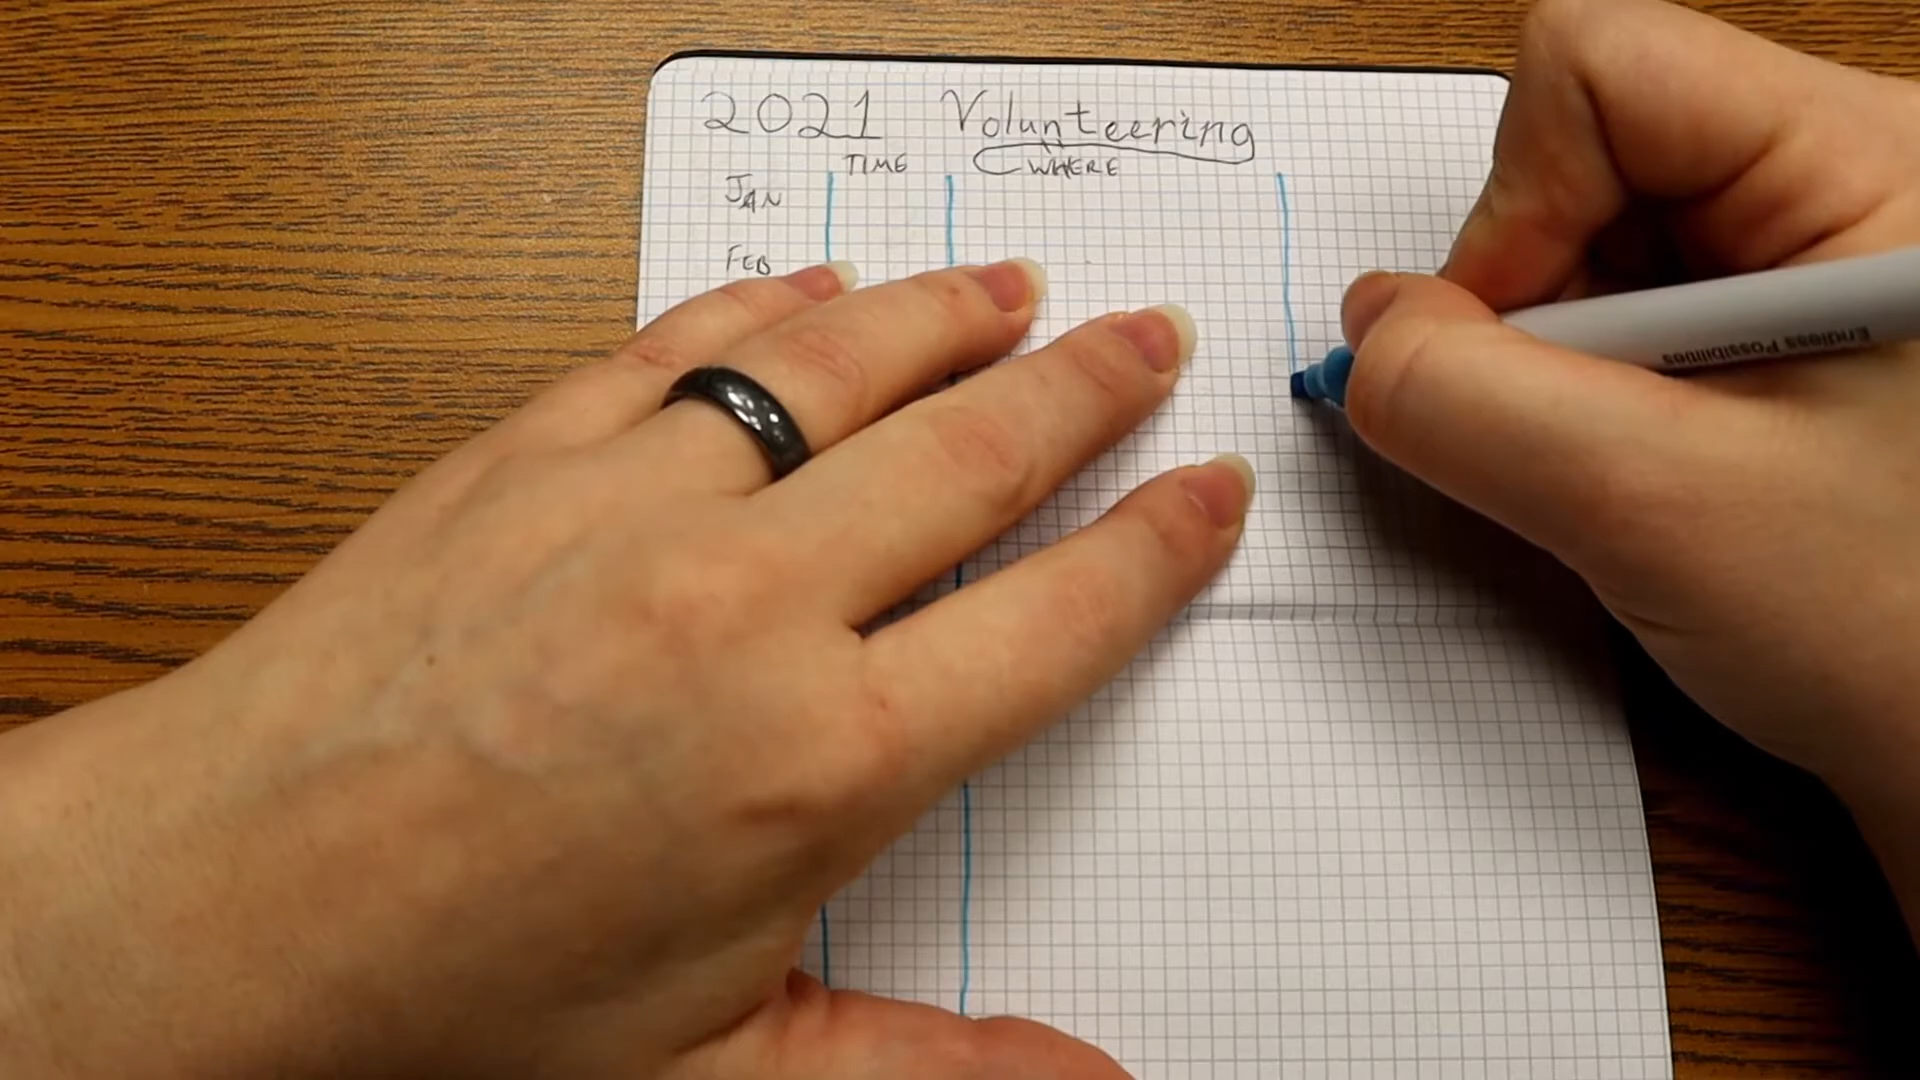 2021 Volunteering
TIME WHERE
JAN
FEB
Endless Possibilities